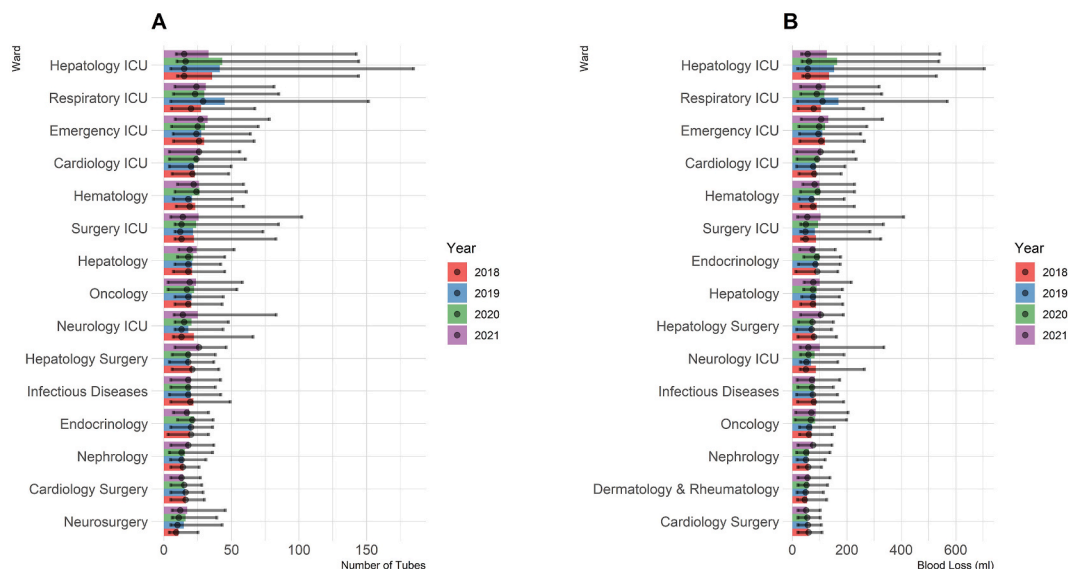 A
Ward
Hepatology ICU
Respiratory ICU
Emergency ICU
Cardiology ICU
Hematology
Surgery ICU
Hepatology
Oncology
Neurology ICU
Hepatology Surgery
Infectious Diseases
Endocrinology
Nephrology
Cardiology Surgery
Neurosurgery
0 50 100 150
Number of Tubes
Year
2018
2019
2020
2021
B
Ward
Hepatology ICU
Respiratory ICU
Emergency ICU
Cardiology ICU
Hematology
Surgery ICU
Endocrinology
Hepatology
Hepatology Surgery
Neurology ICU
Infectious Diseases
Oncology
Nephrology
Dermatology & Rheumatology
Cardiology Surgery
0 200 400 600
Blood Loss (ml)
Year
2018
2019
2020
2021